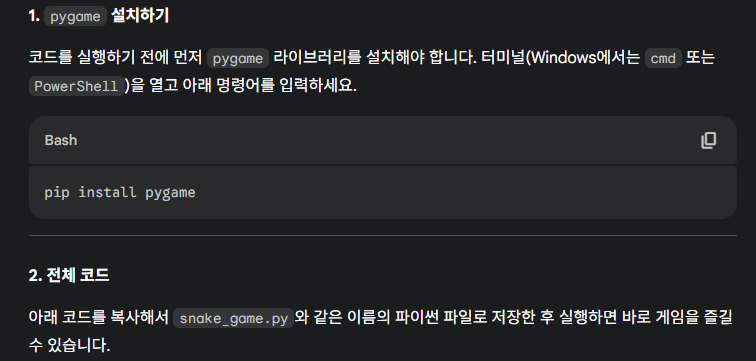 1. pygame 설치하기
코드를 실행하기 전에 먼저 pygame 라이브러리를 설치해야 합니다. 터미널(Windows에서는 cmd 또는
PowerShell)을 열고 아래 명령어를 입력하세요.
Bash
pip install pygame
2. 전체 코드
아래 코드를 복사해서 snake_game.py와 같은 이름의 파이썬 파일로 저장한 후 실행하면 바로 게임을 즐길
수 있습니다.